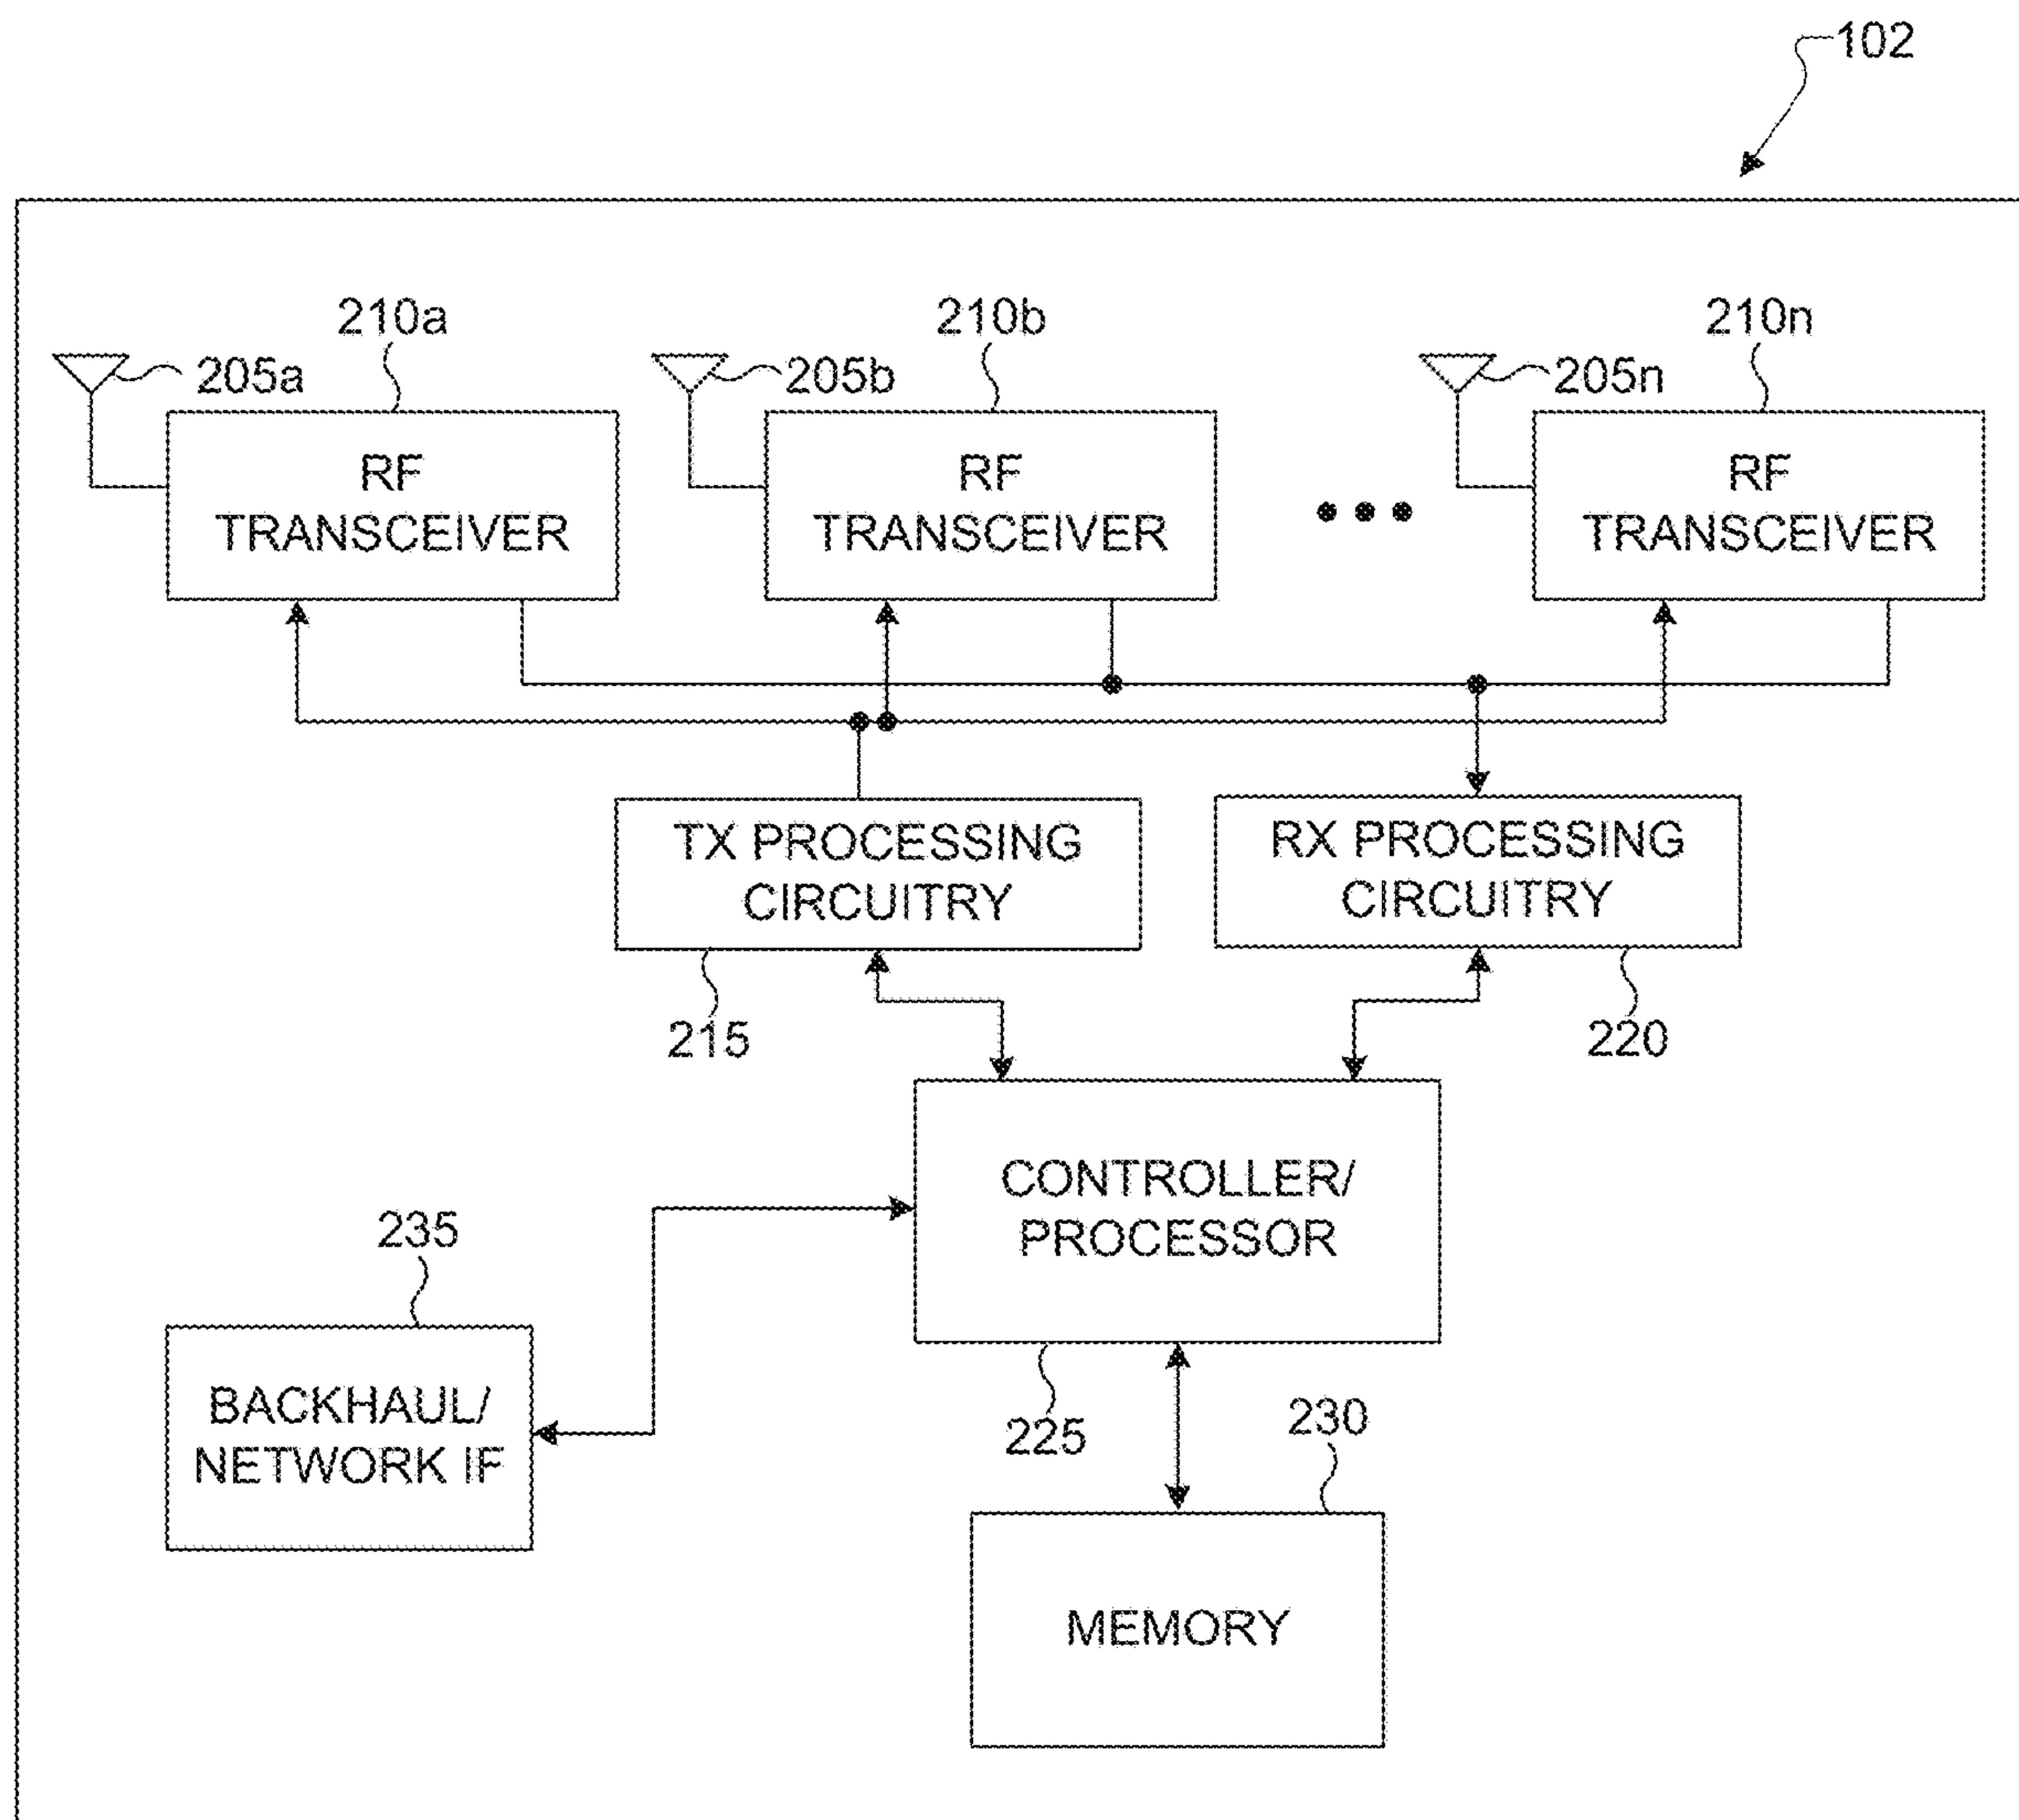 102
210a
210b
210n
205a
205b
205n
RF
TRANSCEIVER
RF
TRANSCEIVER
RF
TRANSCEIVER
TX PROCESSING
CIRCUITRY
RX PROCESSING
CIRCUITRY
215
220
CONTROLLER/
PROCESSOR
235
BACKHAUL/
NETWORK IF
225
230
MEMORY